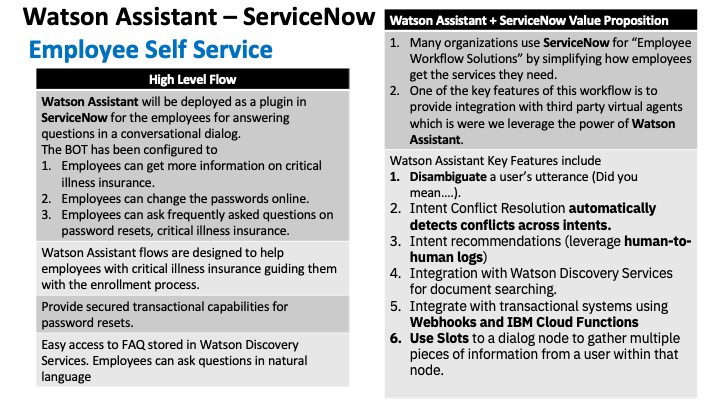 Watson Assistant – ServiceNow
Employee Self Service
High Level Flow
Watson Assistant will be deployed as a plugin in
ServiceNow for the employees for answering
questions in a conversational dialog.
The BOT has been configured to
1. Employees can get more information on critical
illness insurance.
2. Employees can change the passwords online.
3. Employees can ask frequently asked questions on
password resets, critical illness insurance.
Watson Assistant flows are designed to help
employees with critical illness insurance guiding them
with the enrollment process.
Provide secured transactional capabilities for
password resets.
Easy access to FAQ stored in Watson Discovery
Services. Employees can ask questions in natural
language
Watson Assistant + ServiceNow Value Proposition
1. Many organizations use ServiceNow for “Employee
Workflow Solutions” by simplifying how employees
get the services they need.
2. One of the key features of this workflow is to
provide integration with third party virtual agents
which is were we leverage the power of Watson
Assistant.
Watson Assistant Key Features include
1. Disambiguate a user’s utterance (Did you
mean....).
2. Intent Conflict Resolution automatically
detects conflicts across intents.
3. Intent recommendations (leverage human-to-
human logs)
4. Integration with Watson Discovery Services
for document searching.
5. Integrate with transactional systems using
Webhooks and IBM Cloud Functions
6. Use Slots to a dialog node to gather multiple
pieces of information from a user within that
node.